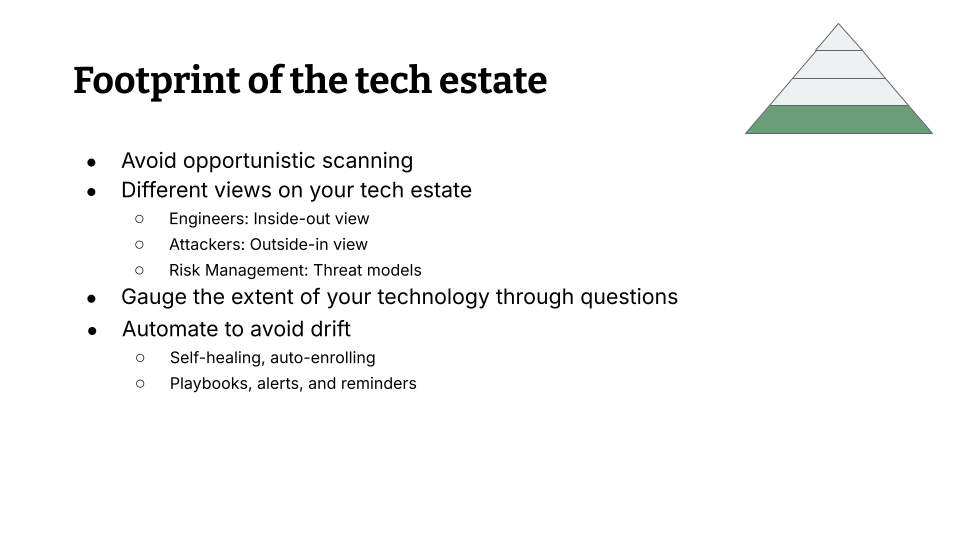 Footprint of the tech estate
● Avoid opportunistic scanning
● Different views on your tech estate
○ Engineers: Inside-out view
○ Attackers: Outside-in view
○ Risk Management: Threat models
● Gauge the extent of your technology through questions
● Automate to avoid drift
○ Self-healing, auto-enrolling
○ Playbooks, alerts, and reminders